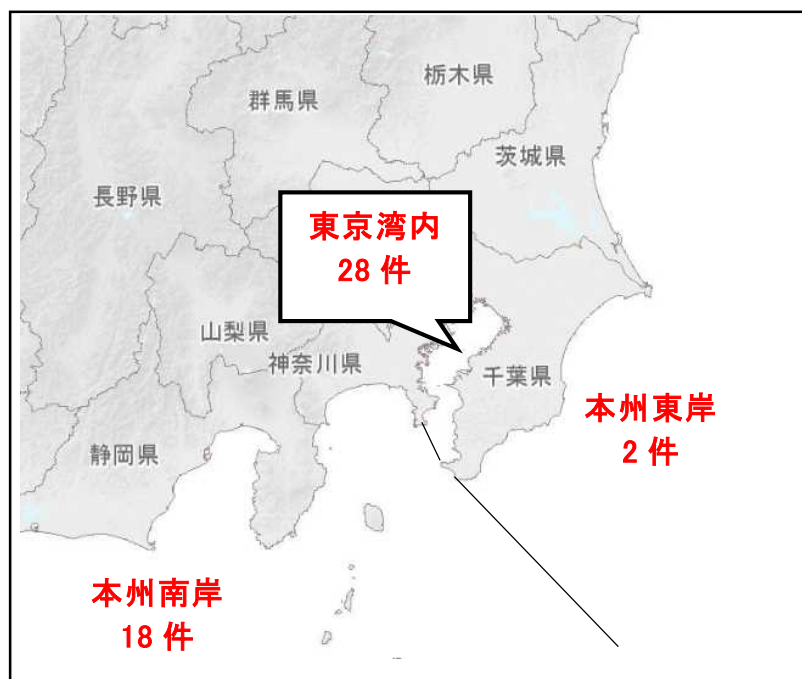 栃木県
群馬県
茨城県
長野県
東京湾内
28 件
山梨県
神奈川県
千葉県
本州東岸
2 件
静岡県
本州南岸
18 件